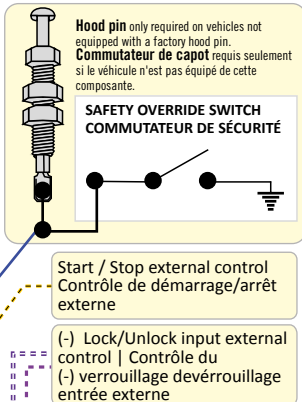 Hood pin only required on vehicles not
equipped with a factory hood pin.
Commutateur de capot requis seulement
si le véhicule n'est pas équipé de cette
composante.
SAFETY OVERRIDE SWITCH
COMMUTATEUR DE SÉCURITÉ
Start / Stop external control
Contrôle de démarrage/arrêt
externe
(-) Lock/Unlock input external
control | Contrôle du
(-) verrouillage devérrouillage
entrée externe